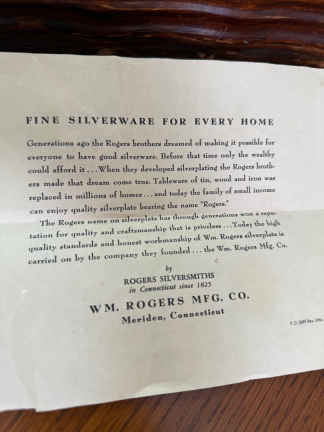 FINE SILVERWARE FOR EVERY HOME
Generations ago the Rogers brothers dreamed of making it possible for
everyone to have good silverware. Before that time only the wealthy
could afford it...When they developed silverplating the Rogers broth-
ers made that dream come true. Tableware of tin, wood and iron was
replaced in millions of homes...and today the family of small income
can enjoy quality silverplate bearing the name "Rogers."
The Rogers name on silverplate has through generations won a repu-
tation for quality and craftsmanship that is priceless...Today the high
quality standards and honest workmanship of Wm. Rogers silverplate is
carried on by the company they founded...the Wm. Rogers Mfg. Co.
by
ROGERS SILVERSMITHS
in Connecticut since 1825
WM. ROGERS MFG. CO.
Meriden, Connecticut